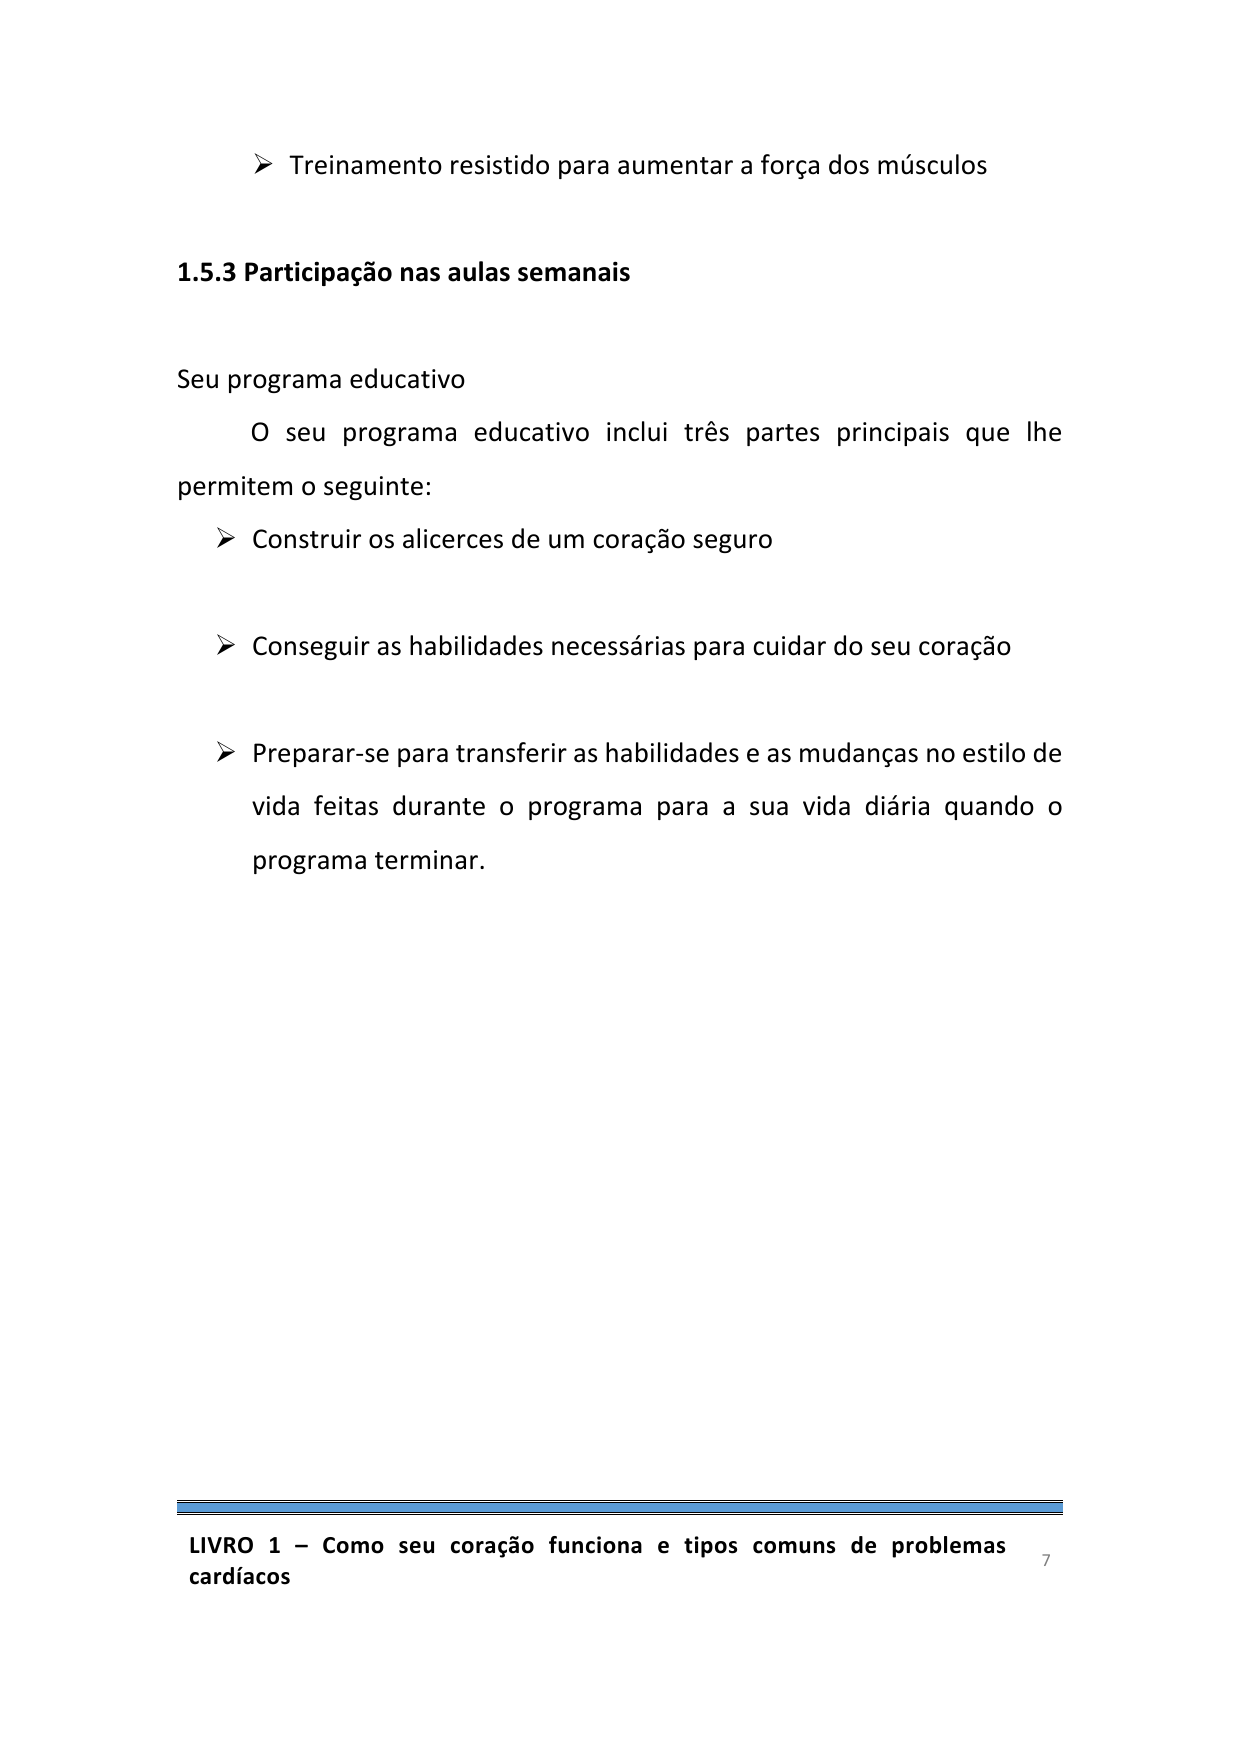 ➢ Treinamento resistido para aumentar a força dos músculos
1.5.3 Participação nas aulas semanais
Seu programa educativo
O seu programa educativo inclui três partes principais que lhe
permitem o seguinte:
➢ Construir os alicerces de um coração seguro
➢ Conseguir as habilidades necessárias para cuidar do seu coração
➢ Preparar-se para transferir as habilidades e as mudanças no estilo de
vida feitas durante o programa para a sua vida diária quando o
programa terminar.
LIVRO 1 – Como seu coração funciona e tipos comuns de problemas
cardíacos
7